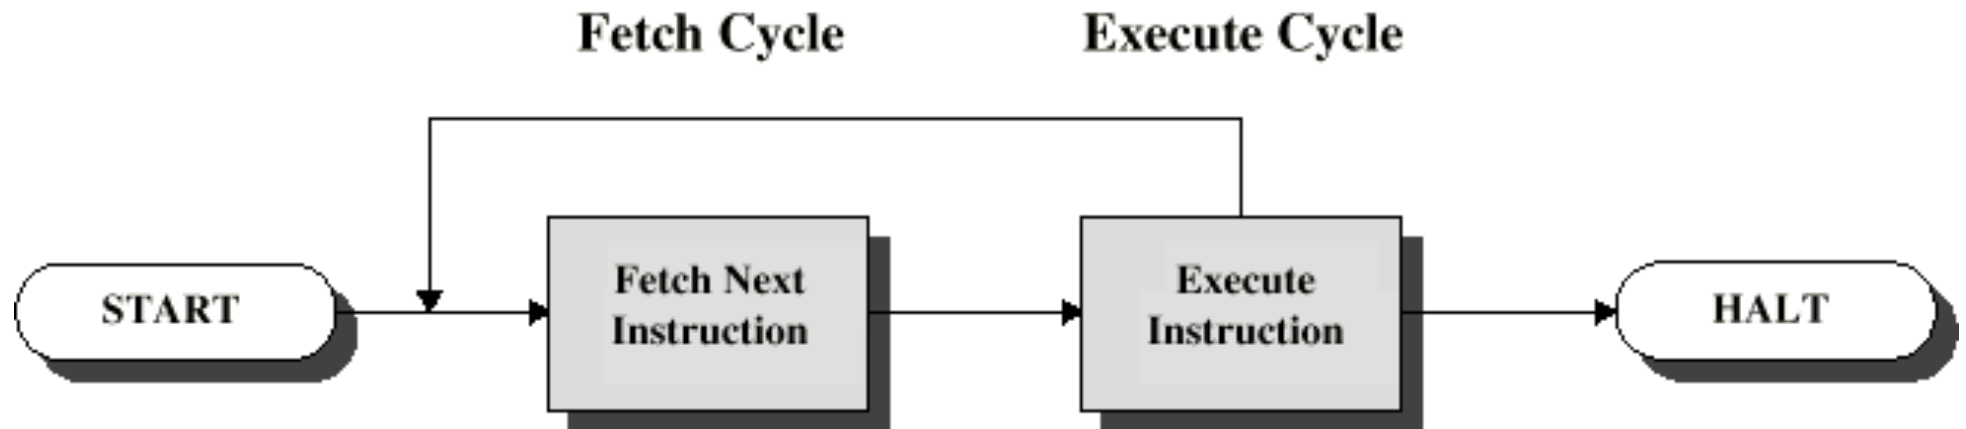 Fetch Cycle
Execute Cycle
START
Fetch Next
Instruction
Execute
Instruction
HALT